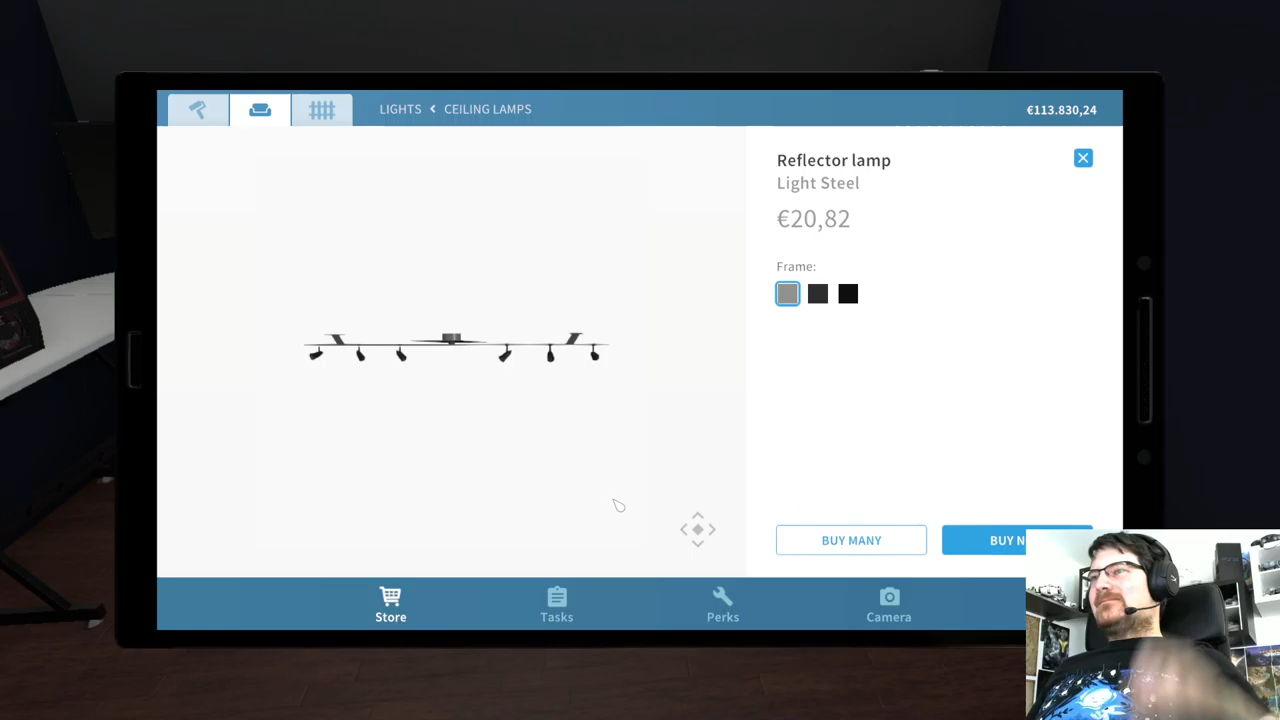 LIGHTS < CEILING LAMPS
€113.830,24
Reflector lamp
Light Steel
€20,82
Frame:
BUY MANY
BUY N
Store
Tasks
Perks
Camera